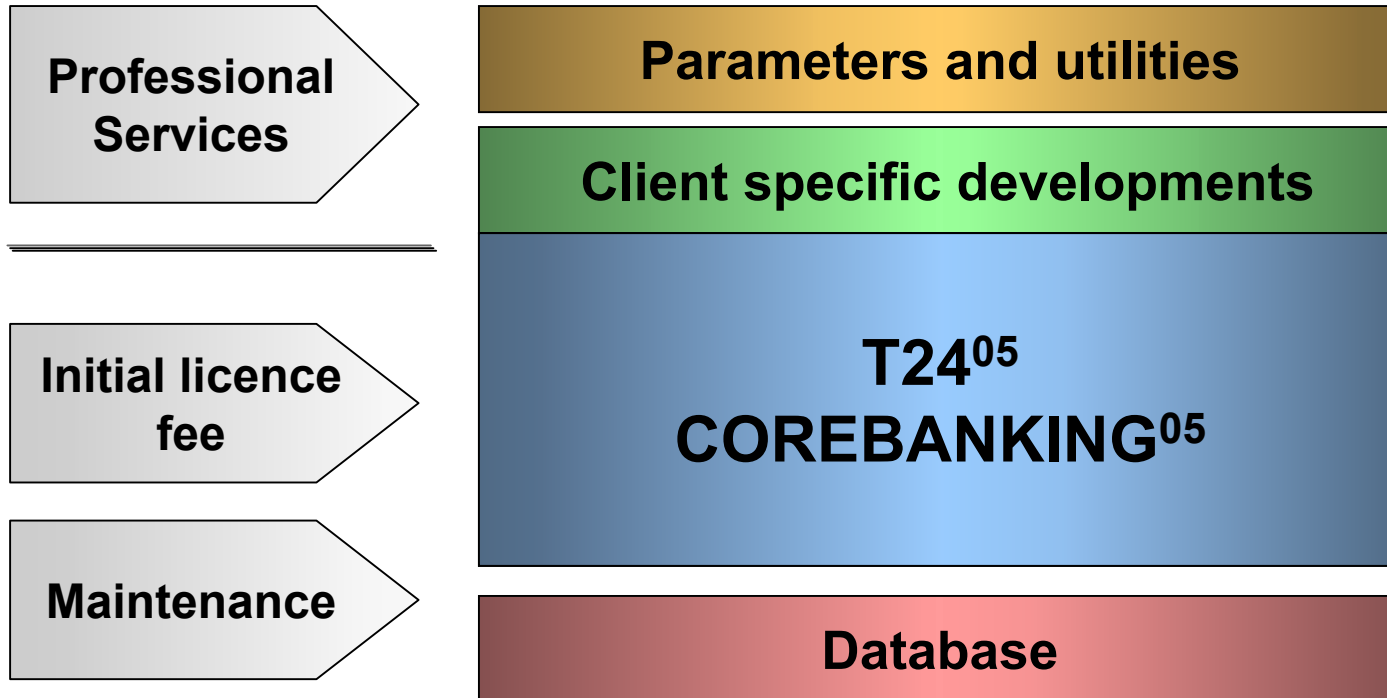 Professional
Services
Initial licence
fee
Maintenance
Parameters and utilities
Client specific developments
T24⁰⁵
COREBANKING⁰⁵
Database